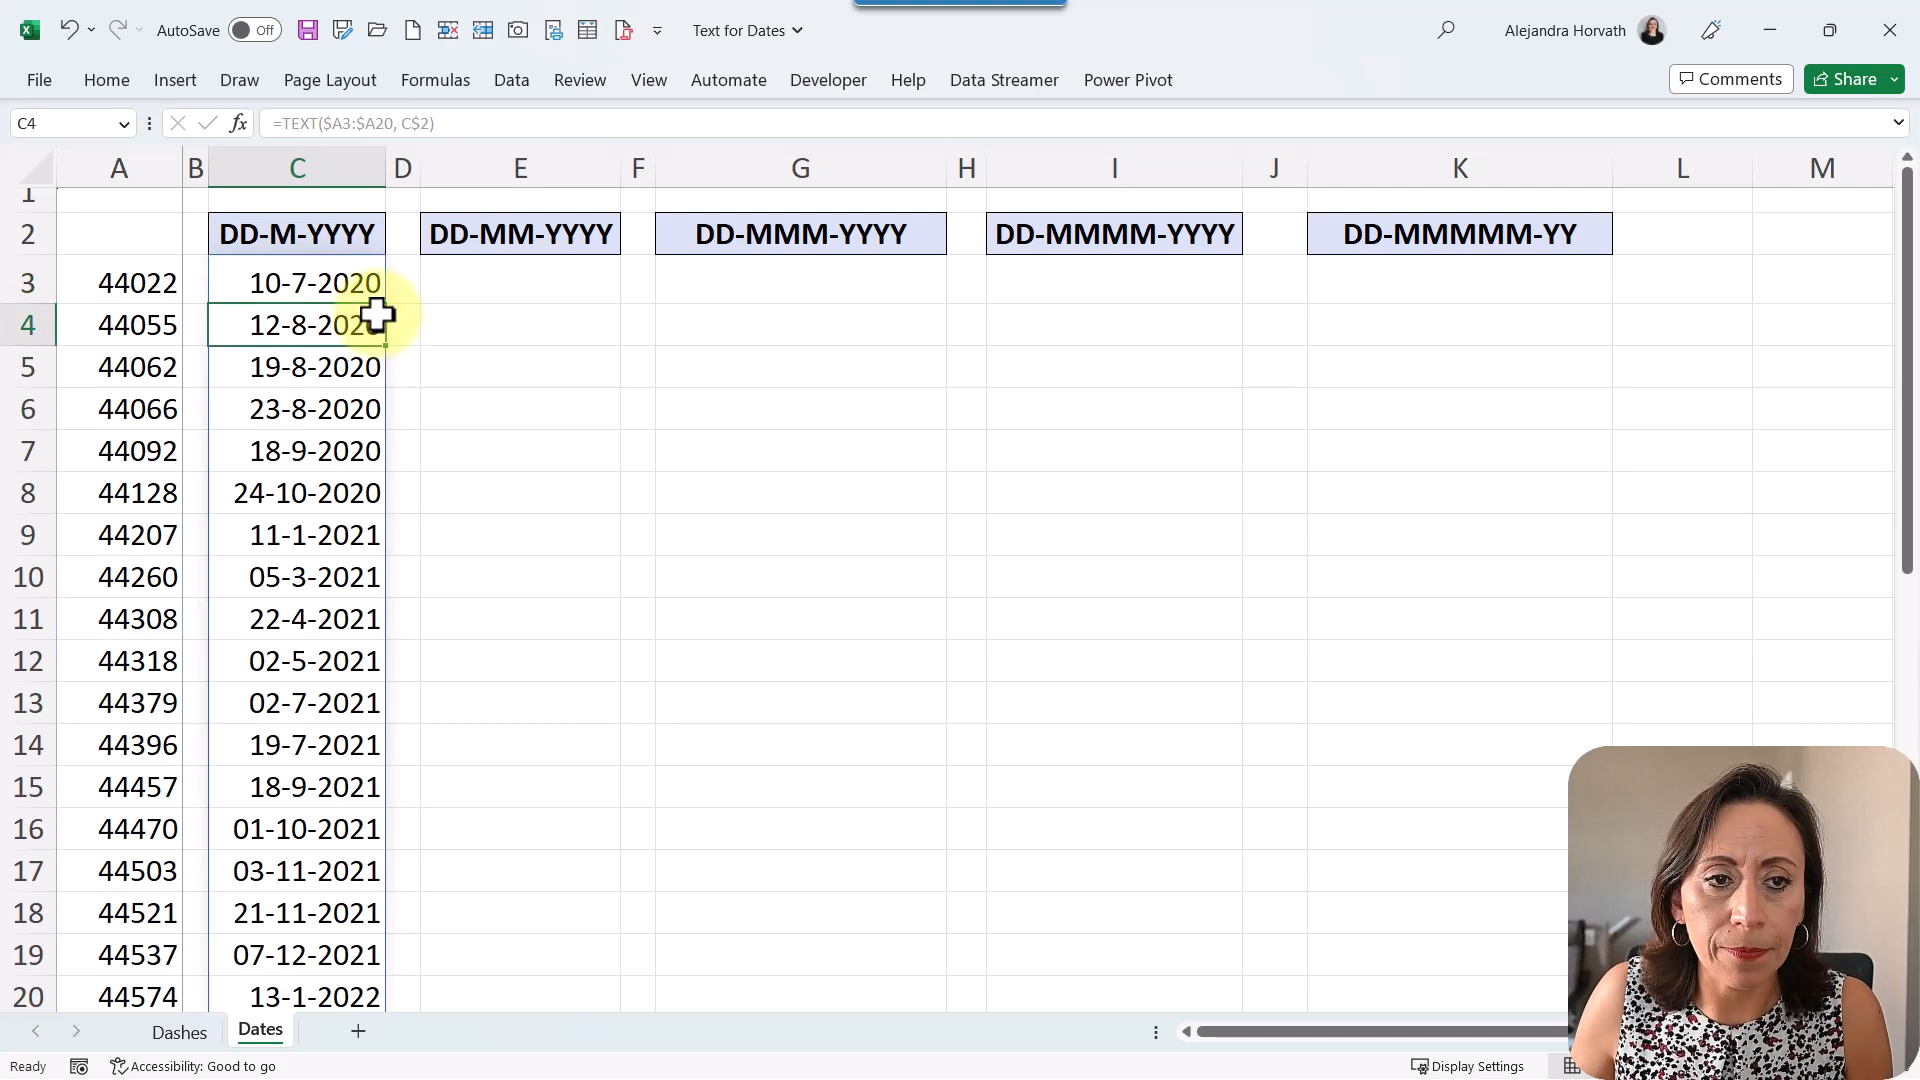 AutoSave Off Text for Dates Alejandra Horvath
File Home Insert Draw Page Layout Formulas Data Review View Automate Developer Help Data Streamer Power Pivot Comments Share
C4 fx =TEXT($A3:$A20, C$2)
A B C D E F G H I J K L M
1
2 DD-M-YYYY DD-MM-YYYY DD-MMM-YYYY DD-MMMM-YYYY DD-MMMMM-YY
3 44022 10-7-2020
4 44055 12-8-2020
5 44062 19-8-2020
6 44066 23-8-2020
7 44092 18-9-2020
8 44128 24-10-2020
9 44207 11-1-2021
10 44260 05-3-2021
11 44308 22-4-2021
12 44318 02-5-2021
13 44379 02-7-2021
14 44396 19-7-2021
15 44457 18-9-2021
16 44470 01-10-2021
17 44503 03-11-2021
18 44521 21-11-2021
19 44537 07-12-2021
20 44574 13-1-2022
Dashes Dates
Ready Accessibility: Good to go Display Settings